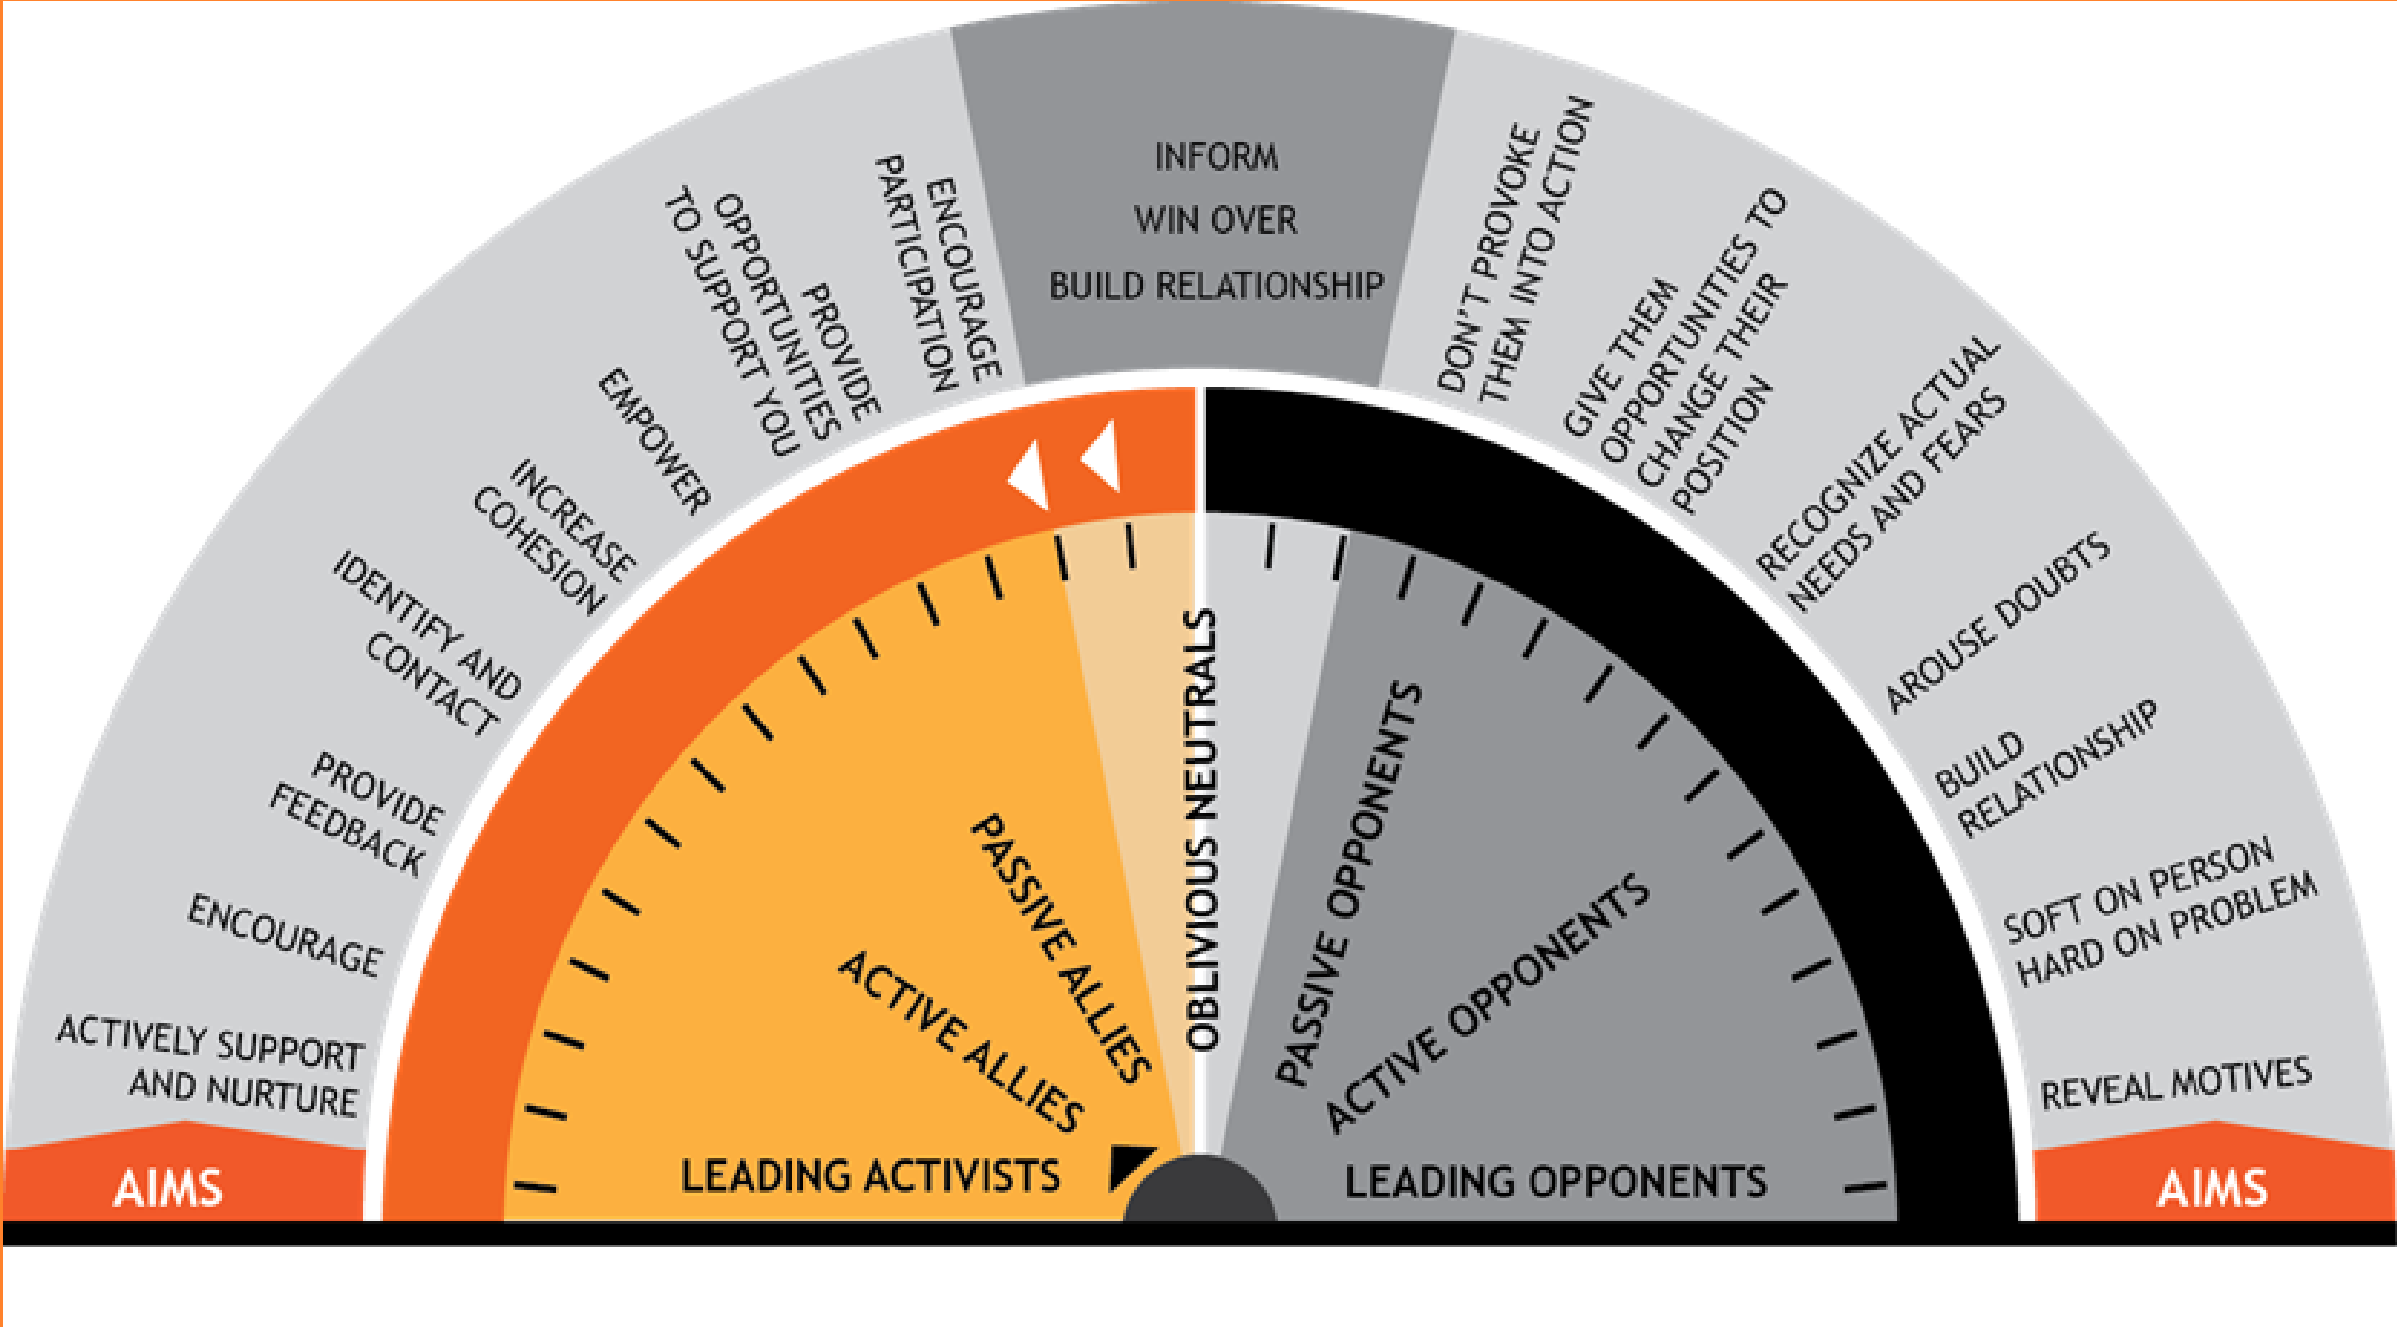 INFORM
WIN OVER
BUILD RELATIONSHIP
ENCOURAGE
PARTICIPATION
PROVIDE
OPPORTUNITIES
TO SUPPORT YOU
EMPOWER
INCREASE
COHESION
IDENTIFY AND
CONTACT
PROVIDE
FEEDBACK
ENCOURAGE
ACTIVELY SUPPORT
AND NURTURE
AIMS
DON'T PROVOKE
THEM INTO ACTION
GIVE THEM
OPPORTUNITIES TO
CHANGE THEIR
POSITION
RECOGNIZE ACTUAL
NEEDS AND FEARS
AROUSE DOUBTS
BUILD
RELATIONSHIP
SOFT ON PERSON
HARD ON PROBLEM
REVEAL MOTIVES
AIMS
LEADING ACTIVISTS
ACTIVE ALLIES
PASSIVE ALLIES
OBLIVIOUS NEUTRALS
PASSIVE OPPONENTS
ACTIVE OPPONENTS
LEADING OPPONENTS